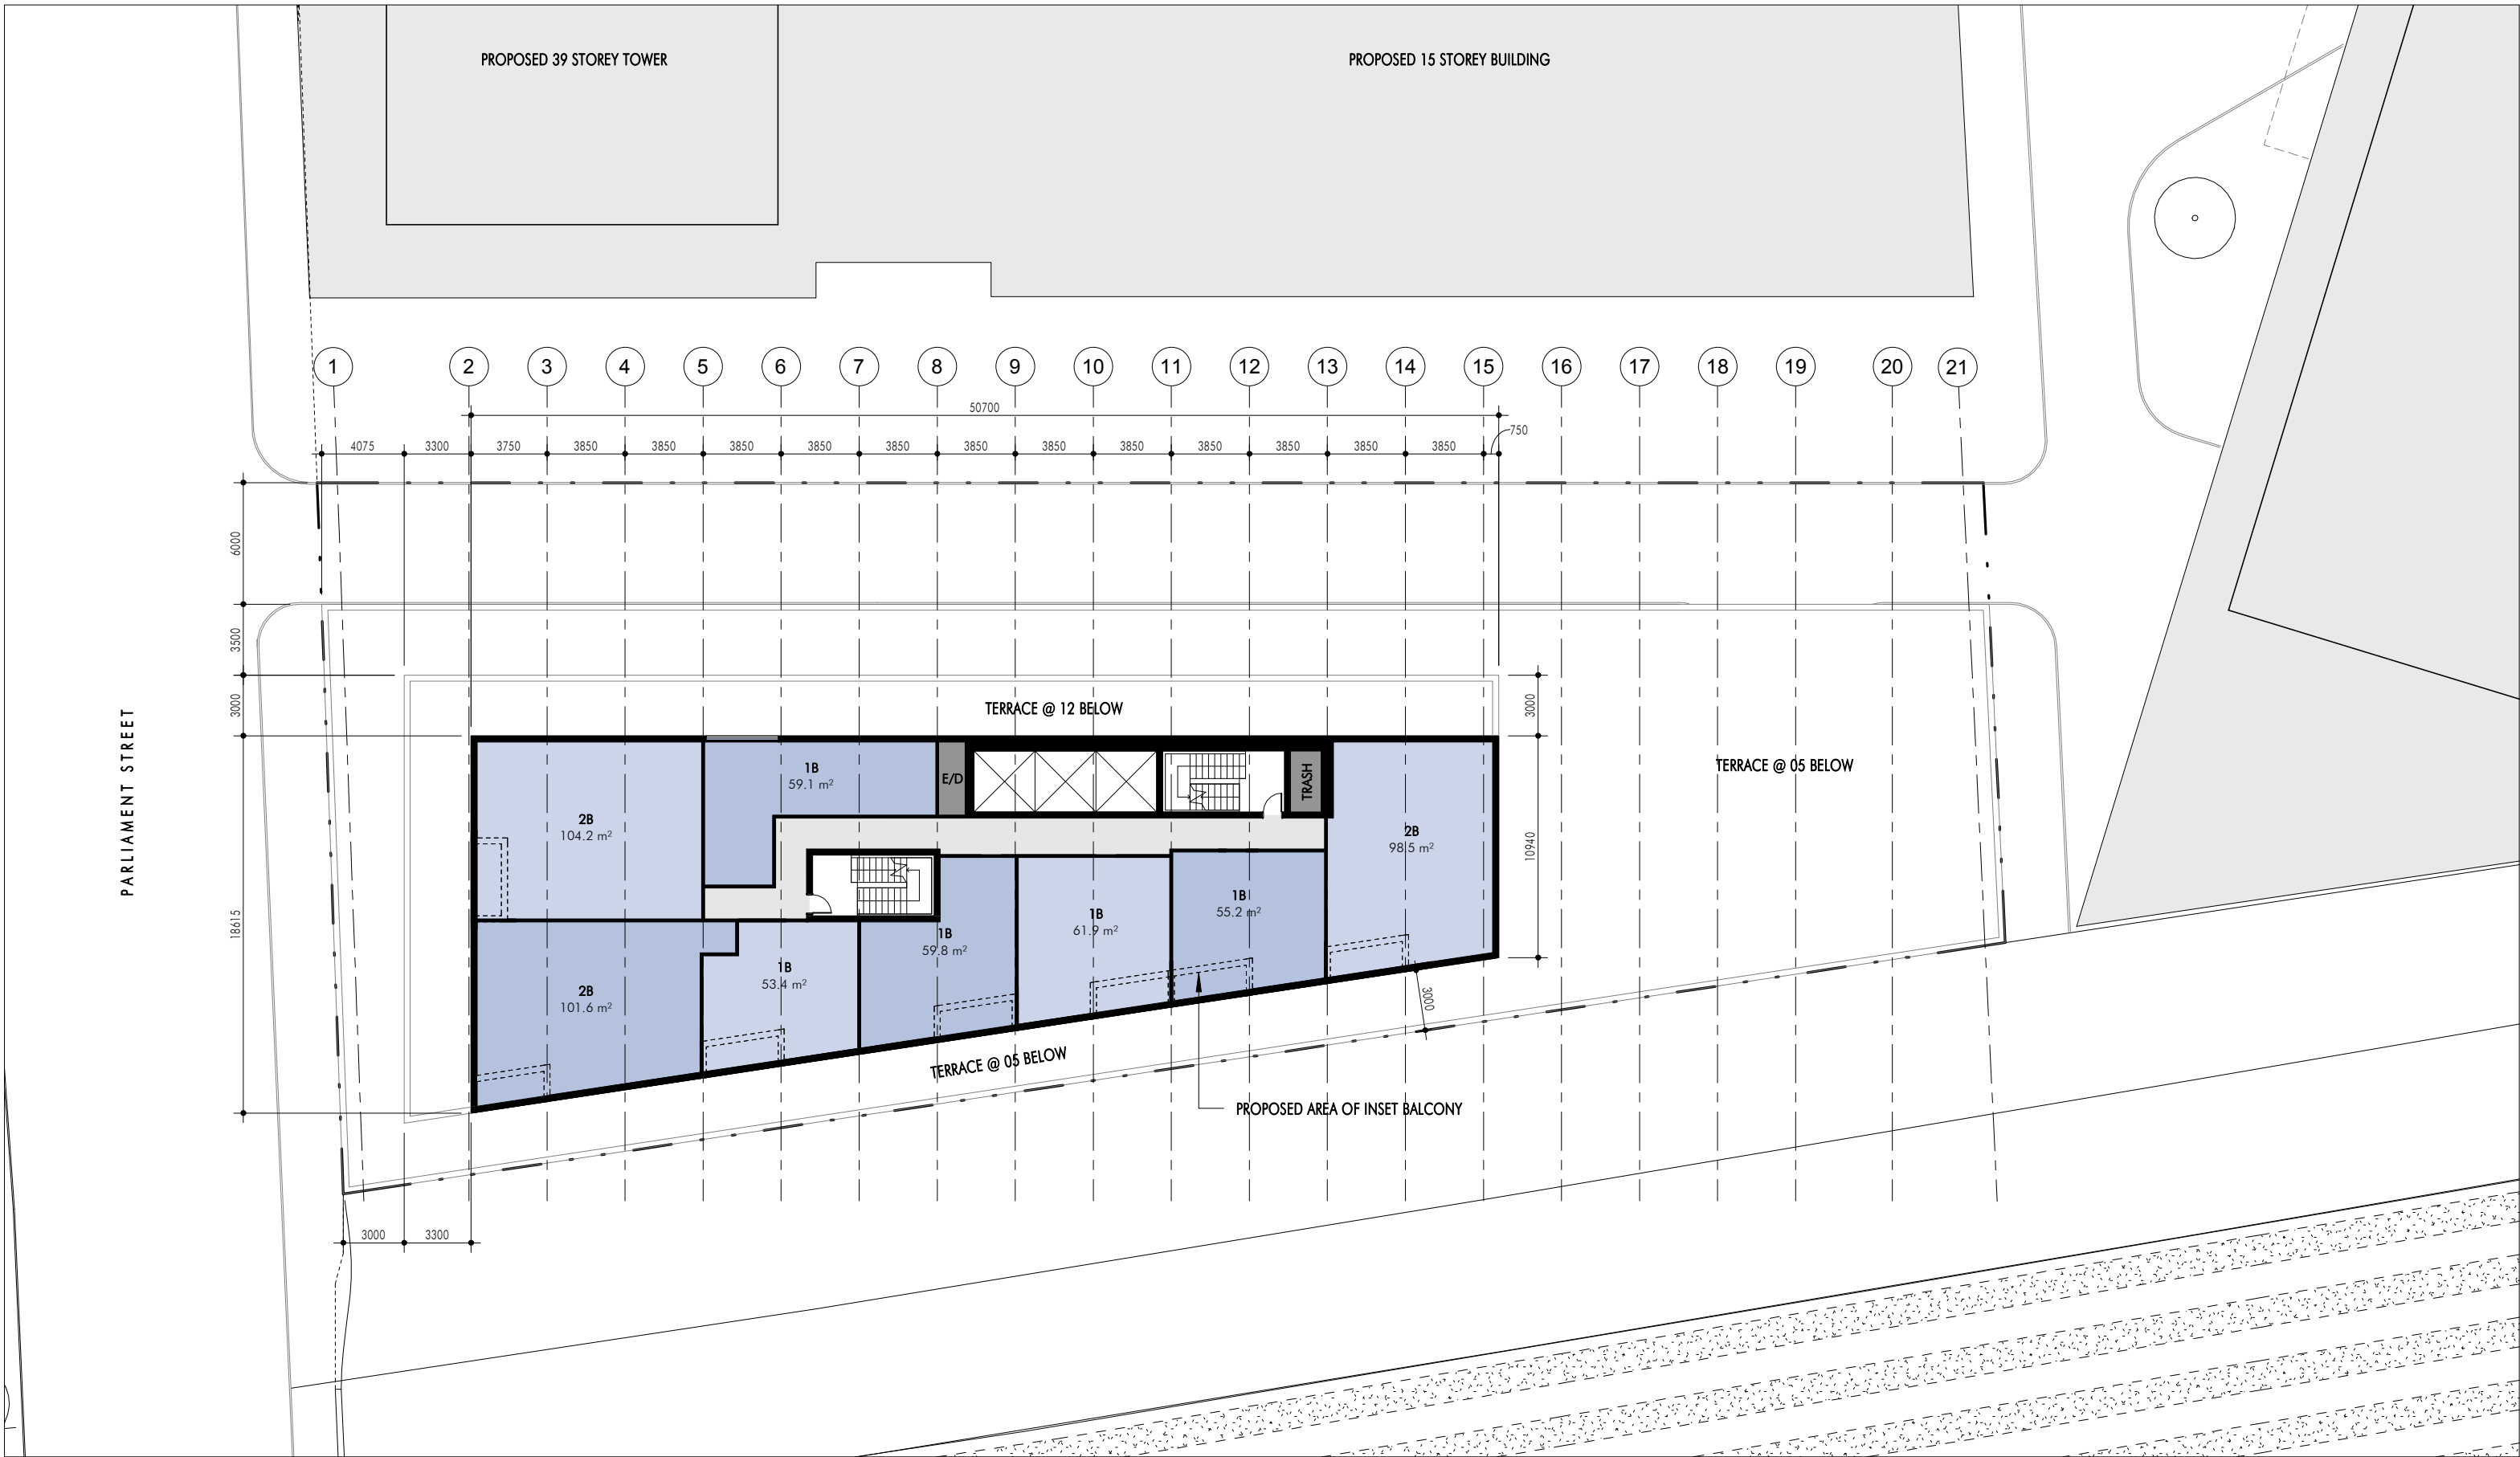 PROPOSED 39 STOREY TOWER
PROPOSED 15 STOREY BUILDING
1 2 3 4 5 6 7 8 9 10 11 12 13 14 15 16 17 18 19 20 21
50700
4075 3300 3750 3850 3850 3850 3850 3850 3850 3850 3850 3850 3850 3850 3850 750
6000
3500
3000
18615
PARLIAMENT STREET
TERRACE @ 12 BELOW
3000
10940
TERRACE @ 05 BELOW
2B
104.2 m²
1B
59.1 m²
E/D
TRASH
2B
98.5 m²
2B
101.6 m²
1B
53.4 m²
1B
59.8 m²
1B
61.9 m²
1B
55.2 m²
3000
TERRACE @ 05 BELOW
PROPOSED AREA OF INSET BALCONY
3000 3300